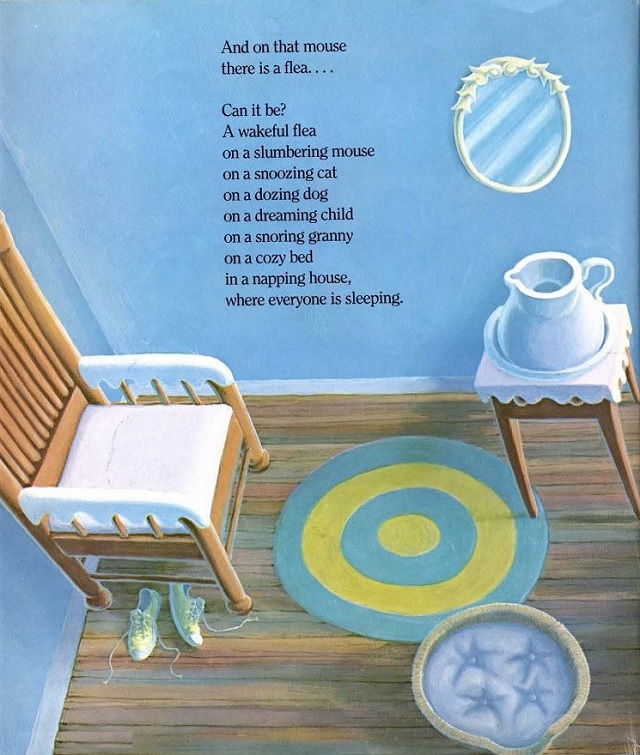 And on that mouse
there is a flea. . . .
Can it be?
A wakeful flea
on a slumbering mouse
on a snoozing cat
on a dozing dog
on a dreaming child
on a snoring granny
on a cozy bed
in a napping house,
where everyone is sleeping.